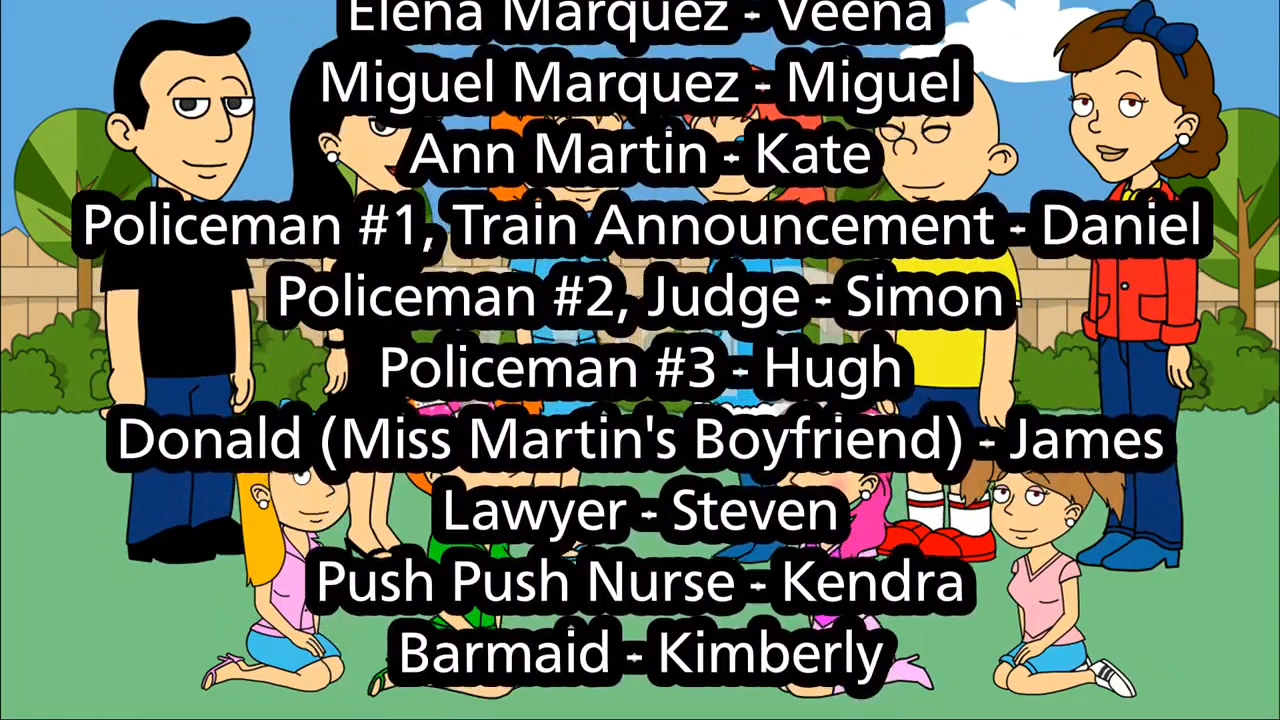 Elena Marquez - Veena
Miguel Marquez - Miguel
Ann Martin - Kate
Policeman #1, Train Announcement - Daniel
Policeman #2, Judge - Simon
Policeman #3 - Hugh
Donald (Miss Martin's Boyfriend) - James
Lawyer - Steven
Push Push Nurse - Kendra
Barmaid - Kimberly